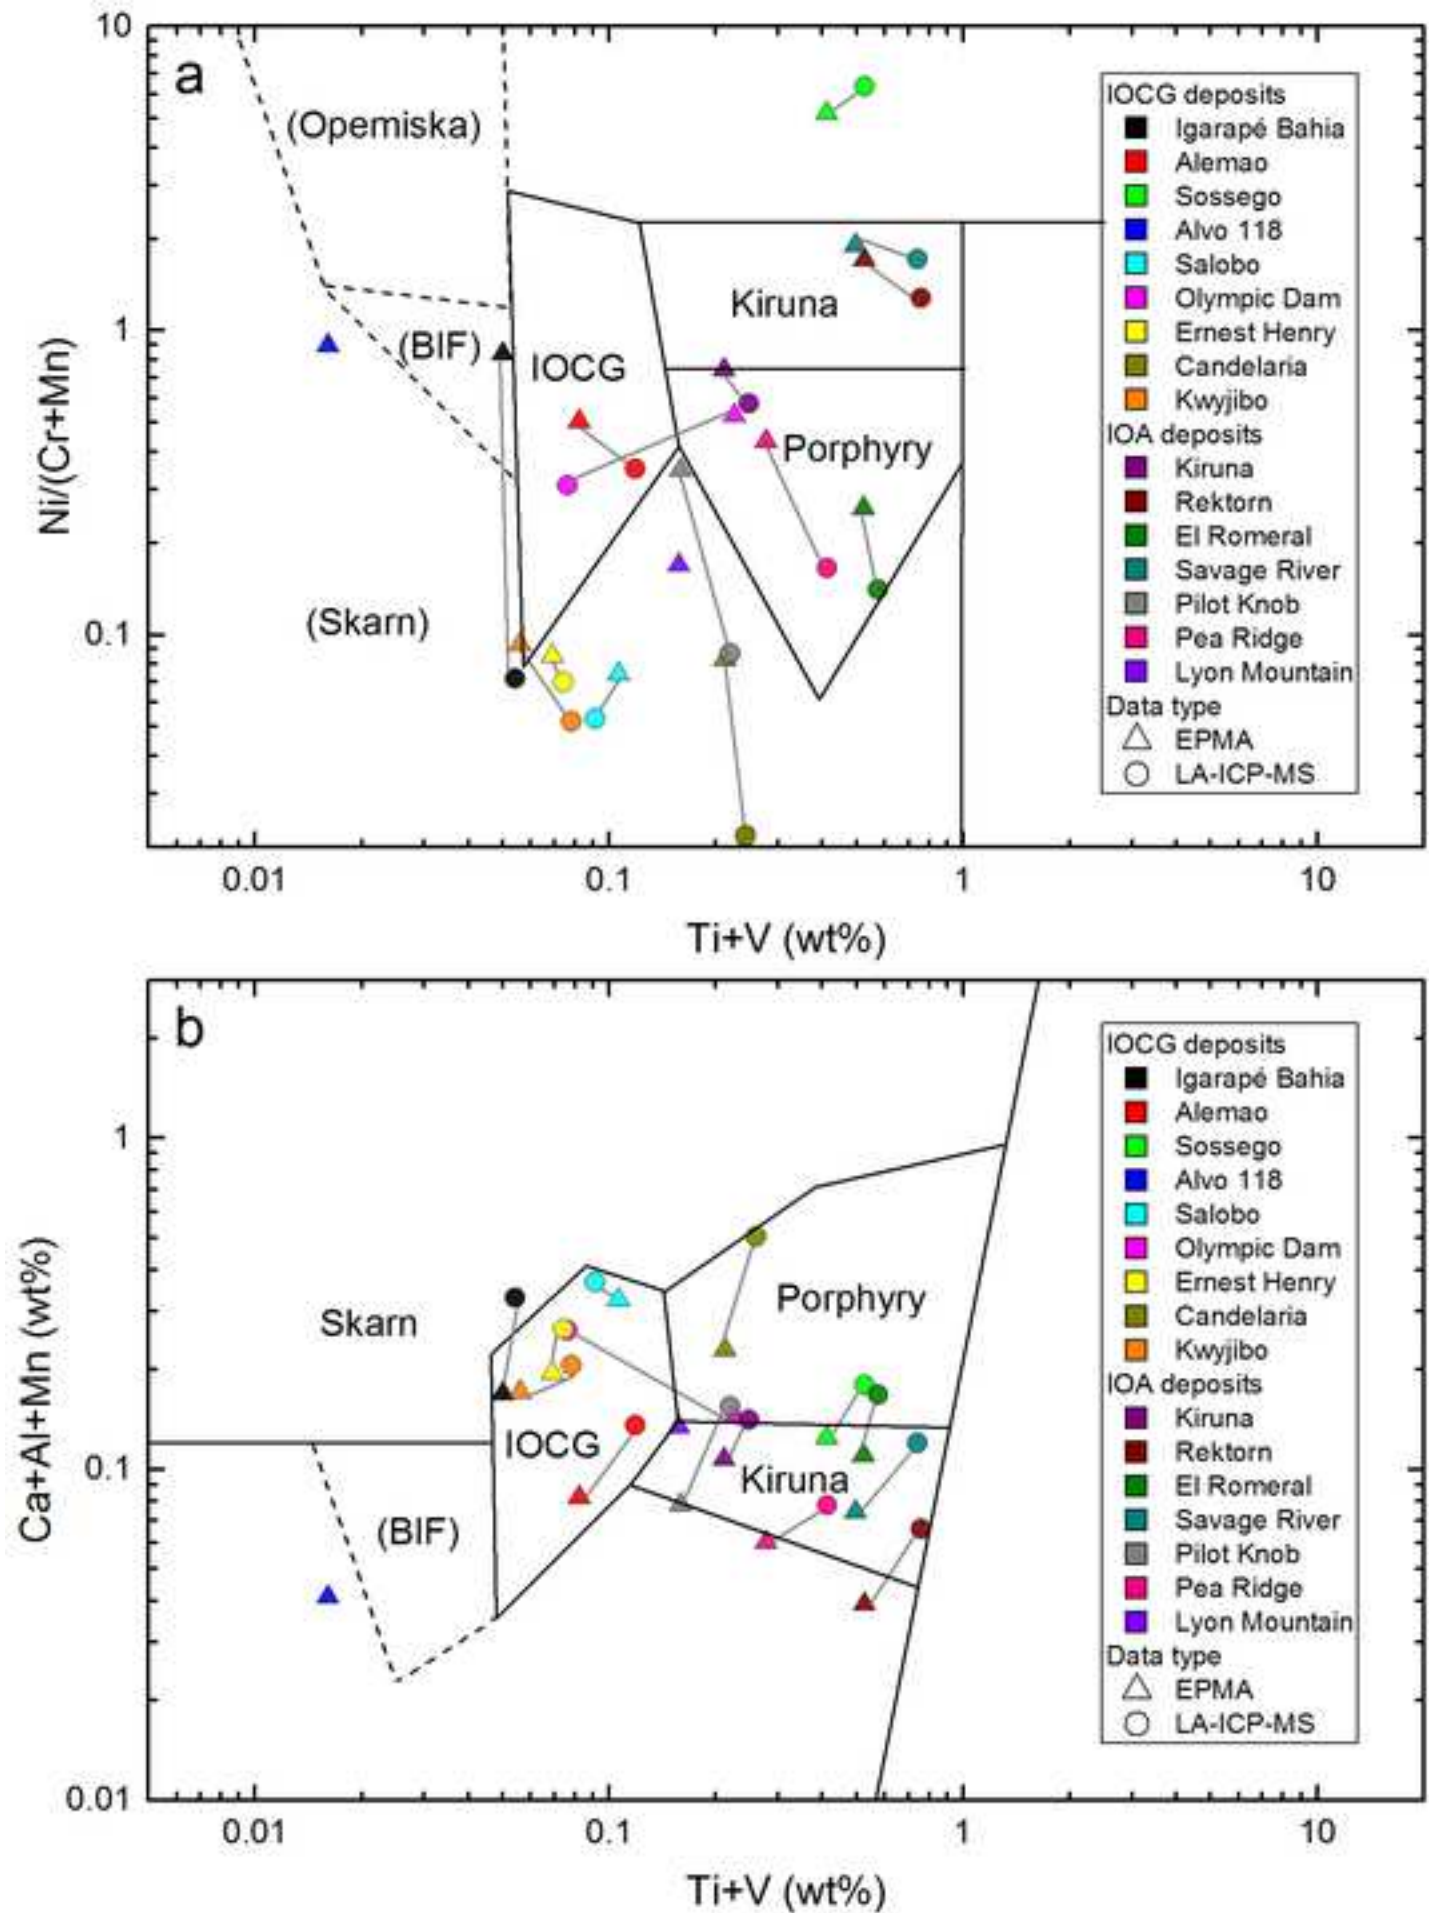 a
10
1
0.1
Ni/(Cr+Mn)
(Opemiska)
(BIF)
IOCG
Kiruna
Porphyry
(Skarn)
IOCG deposits
Igarapé Bahia
Alemao
Sossego
Alvo 118
Salobo
Olympic Dam
Ernest Henry
Candelaria
Kwyjibo
IOA deposits
Kiruna
Rektorn
El Romeral
Savage River
Pilot Knob
Pea Ridge
Lyon Mountain
Data type
EPMA
LA-ICP-MS
0.01 0.1 1 10
Ti+V (wt%)
b
1
0.1
0.01
Ca+Al+Mn (wt%)
Skarn
Porphyry
IOCG
Kiruna
(BIF)
IOCG deposits
Igarapé Bahia
Alemao
Sossego
Alvo 118
Salobo
Olympic Dam
Ernest Henry
Candelaria
Kwyjibo
IOA deposits
Kiruna
Rektorn
El Romeral
Savage River
Pilot Knob
Pea Ridge
Lyon Mountain
Data type
EPMA
LA-ICP-MS
0.01 0.1 1 10
Ti+V (wt%)